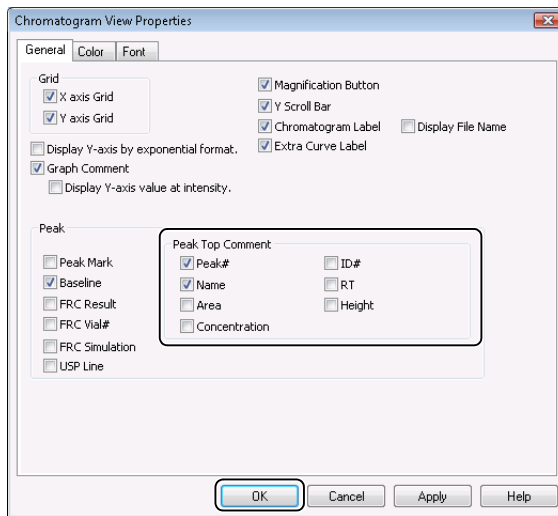 Chromatogram View Properties
General Color Font
Grid
X axis Grid
Y axis Grid
Magnification Button
Y Scroll Bar
Chromatogram Label Display File Name
Extra Curve Label
Display Y-axis by exponential format.
Graph Comment
Display Y-axis value at intensity.
Peak
Peak Mark
Baseline
FRC Result
FRC Vial#
FRC Simulation
USP Line
Peak Top Comment
Peak# ID#
Name RT
Area Height
Concentration
OK Cancel Apply Help